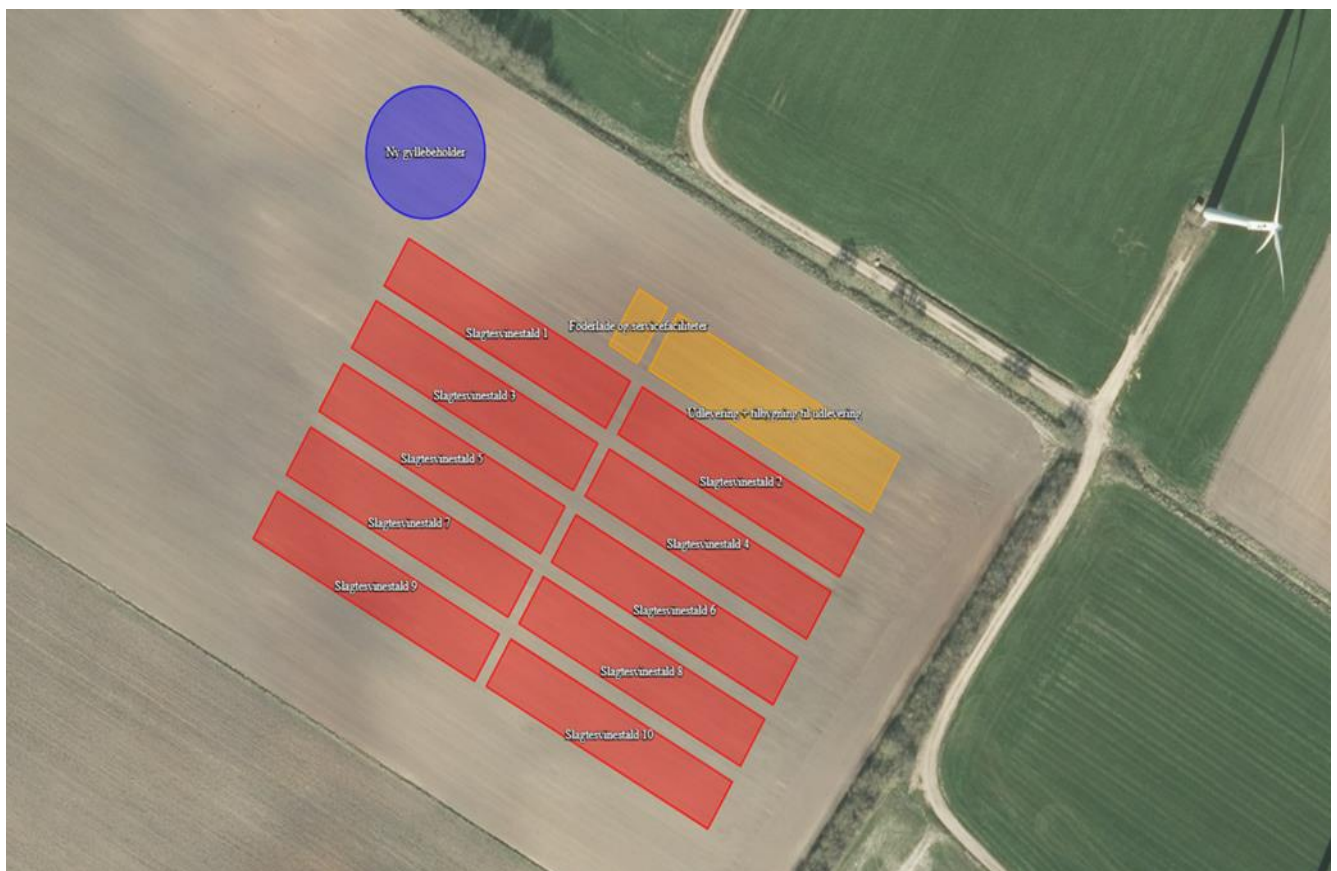 Ny gyllebeholder
Foderlade og servicefaciliteter
Slagtesvinestald 1
Slagtesvinestald 3
Udlevering + tilbygning til udlevering
Slagtesvinestald 5
Slagtesvinestald 2
Slagtesvinestald 7
Slagtesvinestald 4
Slagtesvinestald 9
Slagtesvinestald 6
Slagtesvinestald 8
Slagtesvinestald 10